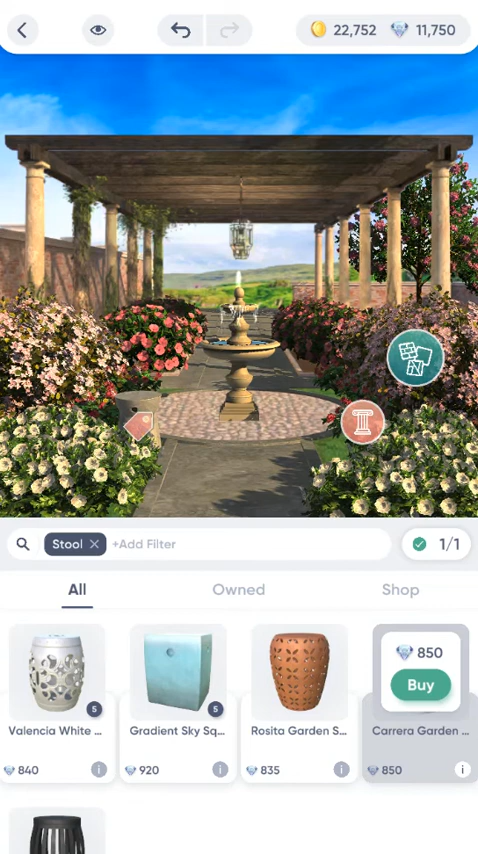 22,752 11,750
Stool +Add Filter 1/1
All Owned Shop
850
Buy
5 5
Valencia White ... Gradient Sky Sq... Rosita Garden S... Carrera Garden ...
840 i 920 i 835 i 850 i